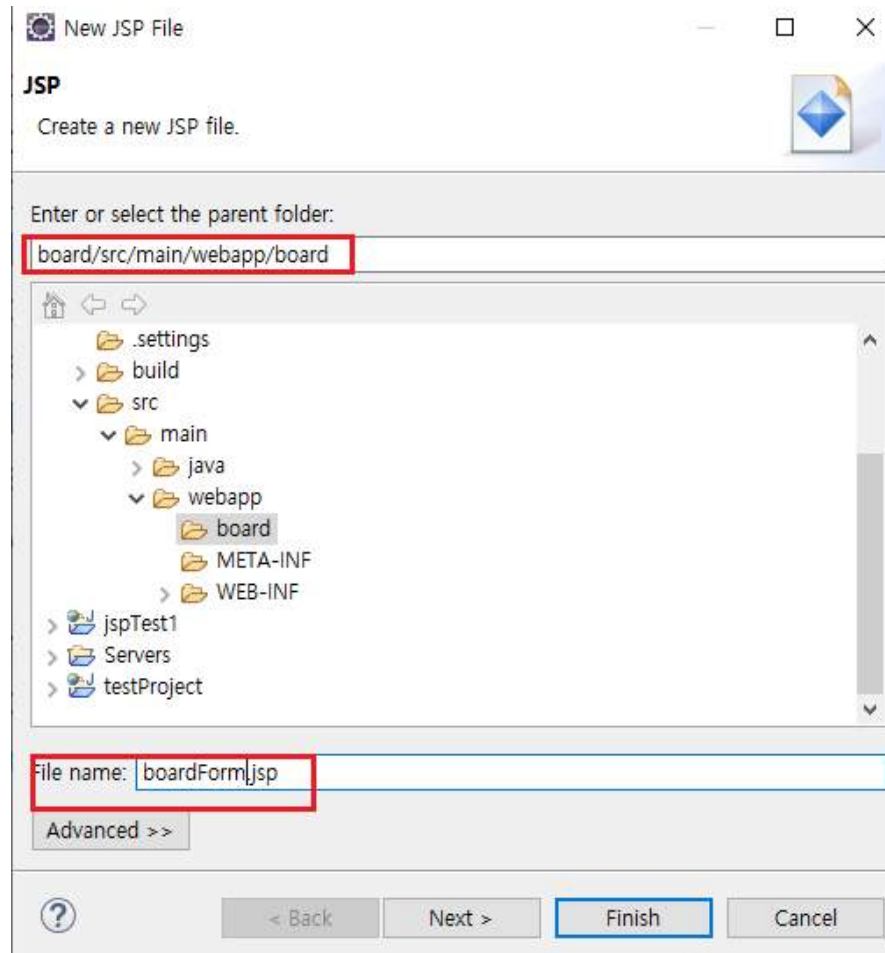 New JSP File
JSP
Create a new JSP file.
Enter or select the parent folder:
board/src/main/webapp/board
.settings
build
src
main
java
webapp
board
META-INF
WEB-INF
jspTest1
Servers
testProject
File name: boardForm.jsp
Advanced >>
? < Back Next > Finish Cancel